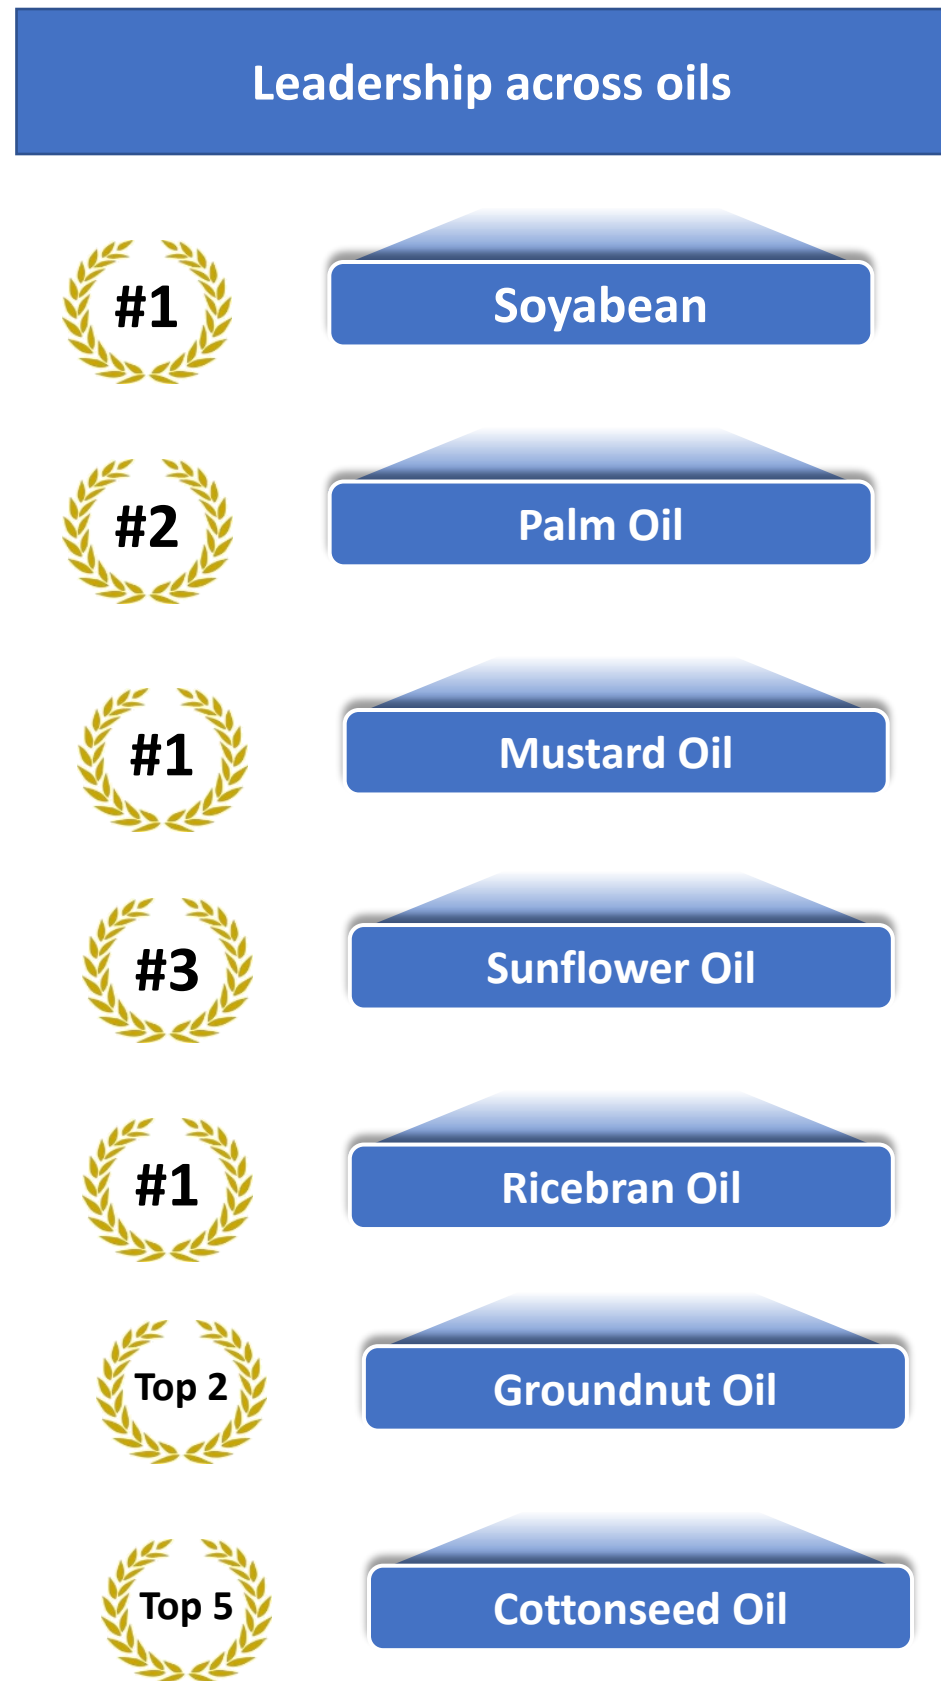 Leadership across oils
#1
Soyabean
#2
Palm Oil
#1
Mustard Oil
#3
Sunflower Oil
#1
Ricebran Oil
Top 2
Groundnut Oil
Top 5
Cottonseed Oil